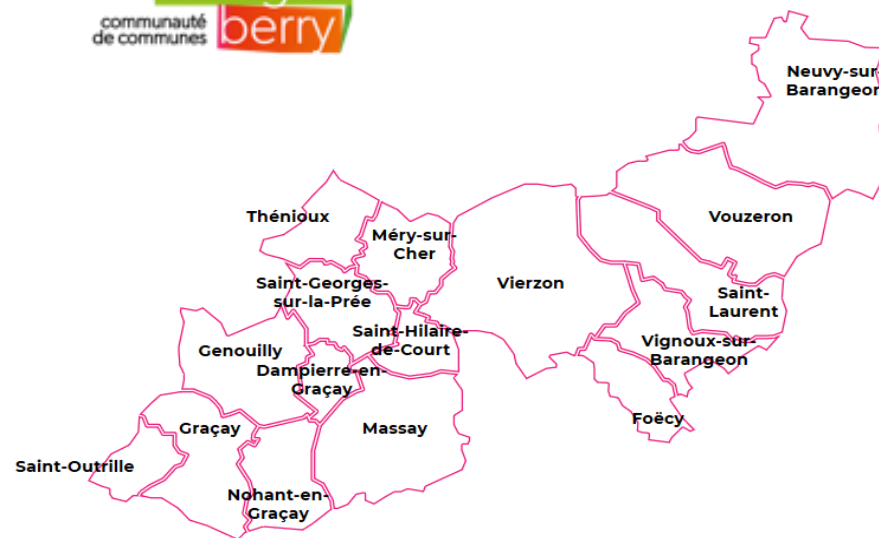 communauté
de communes
berry
Neuvy-sur-
Barangeon
Vouzeron
Thénioux
Méry-sur-
Cher
Vierzon
Saint-Georges-
sur-la-Prée
Saint-
Laurent
Saint-Hilaire-
de-Court
Vignoux-sur-
Barangeon
Genouilly
Dampierre-en-
Graçay
Foëcy
Graçay
Massay
Saint-Outrille
Nohant-en-
Graçay